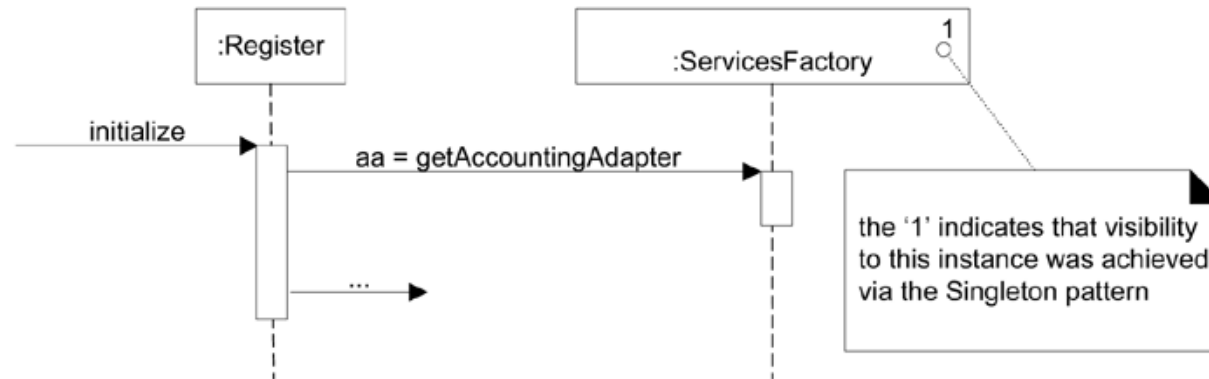 :Register
1
:ServicesFactory
initialize
aa = getAccountingAdapter
...
the ‘1’ indicates that visibility
to this instance was achieved
via the Singleton pattern